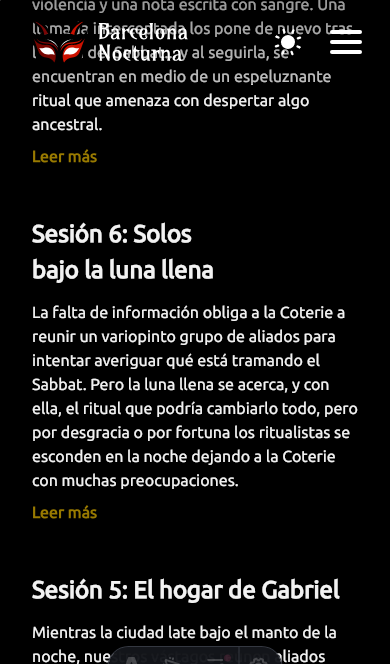 violencia y una nota escrita con sangre. Una
llamada interceptada los pone de nuevo tras
Barcelona
Nocturna
Sabbat y al seguirla, se
encuentran en medio de un espeluznante
ritual que amenaza con despertar algo
ancestral.
Leer más
Sesión 6: Solos
bajo la luna llena
La falta de información obliga a la Coterie a
reunir un variopinto grupo de aliados para
intentar averiguar qué está tramando el
Sabbat. Pero la luna llena se acerca, y con
ella, el ritual que podría cambiarlo todo, pero
por desgracia o por fortuna los ritualistas se
esconden en la noche dejando a la Coterie
con muchas preocupaciones.
Leer más
Sesión 5: El hogar de Gabriel
Mientras la ciudad late bajo el manto de la
noche, aliados